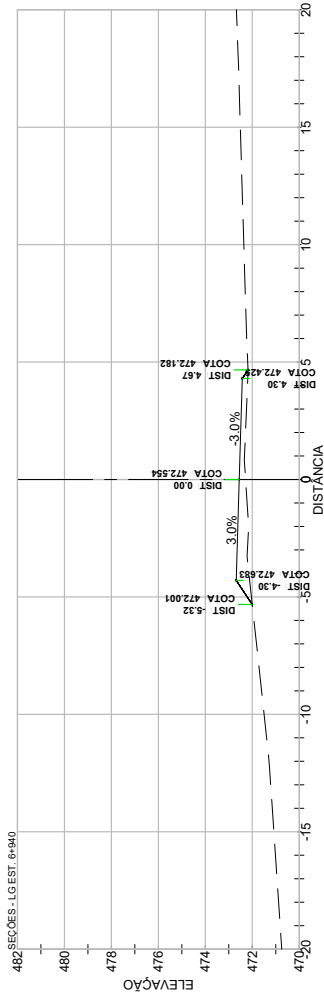 SEÇÕES - LG EST. 6+940
ELEVAÇÃO
482
480
478
476
474
472
470
DIST -5.32
COTA 472.001
DIST -4.30
COTA 472.683
3.0%
DIST 0.00
COTA 472.554
-3.0%
DIST 4.67
COTA 472.182
DIST 4.30
COTA 472.425
-20
-15
-10
-5
0
5
10
15
20
DISTÂNCIA